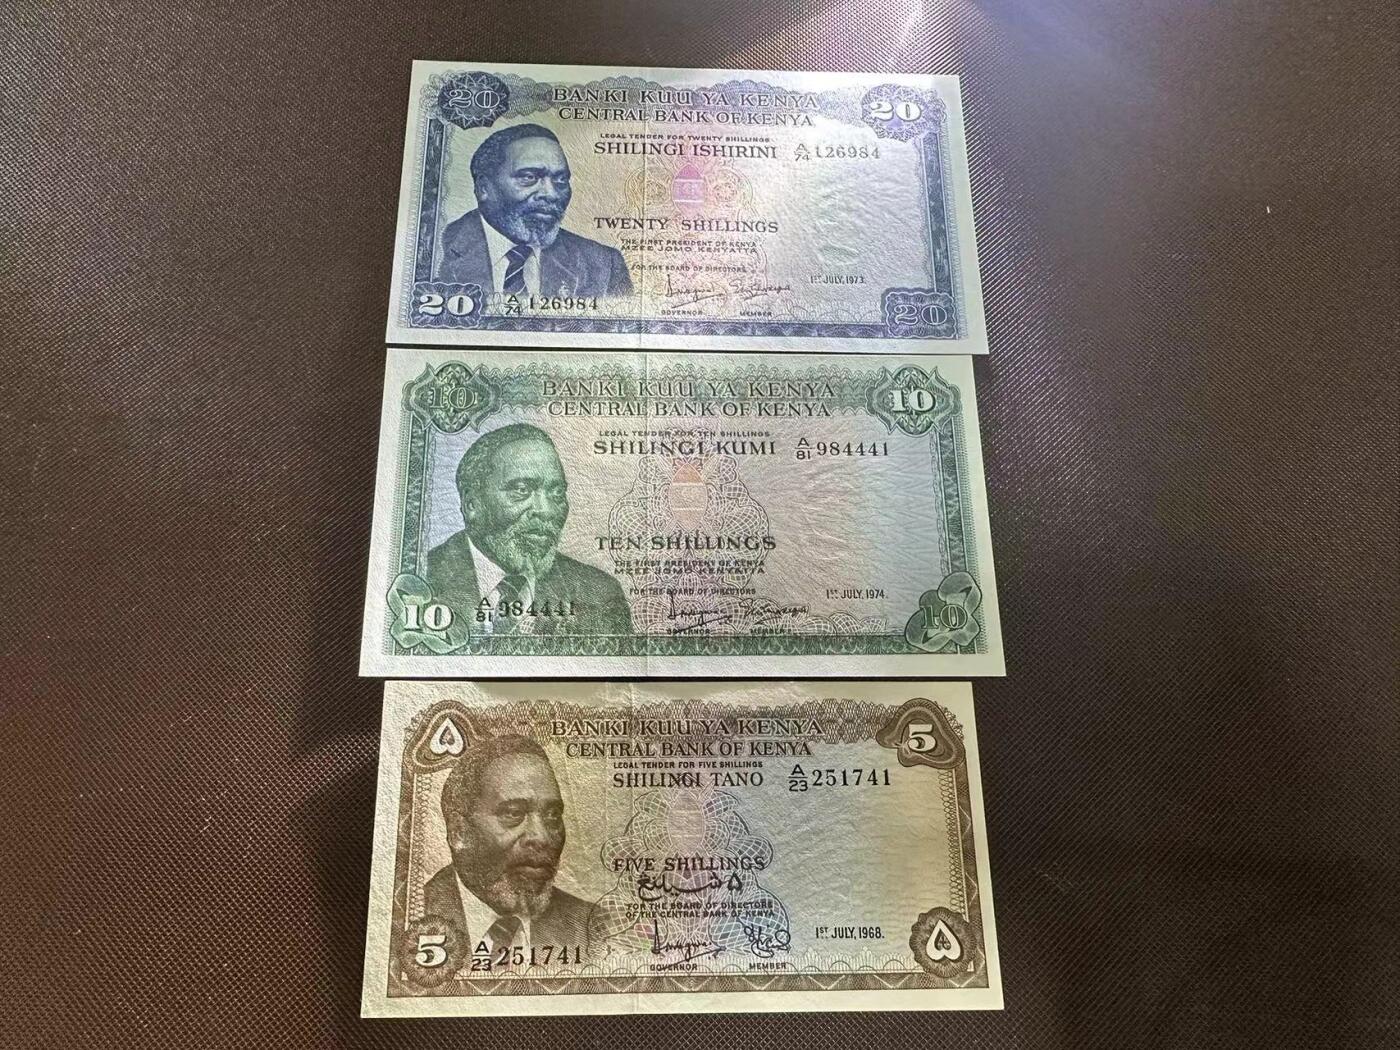 20
BANKI KUU YA KENYA
20
CENTRAL BANK OF KENYA
LEGAL TENDER FOR TWENTY SHILLINGS
SHILINGI ISHIRINI A/74 126984
TWENTY SHILLINGS
THE FIRST PRESIDENT OF KENYA
MZEE JOMO KENYATTA
FOR THE BOARD OF DIRECTORS
1ST JULY, 1973.
20 A/74 126984
GOVERNOR MEMBER
20
10
BANKI KUU YA KENYA
10
CENTRAL BANK OF KENYA
LEGAL TENDER FOR TEN SHILLINGS
SHILINGI KUMI A/81 984441
TEN SHILLINGS
THE FIRST PRESIDENT OF KENYA
MZEE JOMO KENYATTA
FOR THE BOARD OF DIRECTORS
1ST JULY, 1974.
10 A/81 984441
GOVERNOR MEMBER
10
۵
BANKI KUU YA KENYA
5
CENTRAL BANK OF KENYA
LEGAL TENDER FOR FIVE SHILLINGS
SHILINGI TANO A/23 251741
FIVE SHILLINGS
۵ شيلينغ
FOR THE BOARD OF DIRECTORS
OF THE CENTRAL BANK OF KENYA
1ST JULY, 1968.
5 A/23 251741
GOVERNOR MEMBER
۵